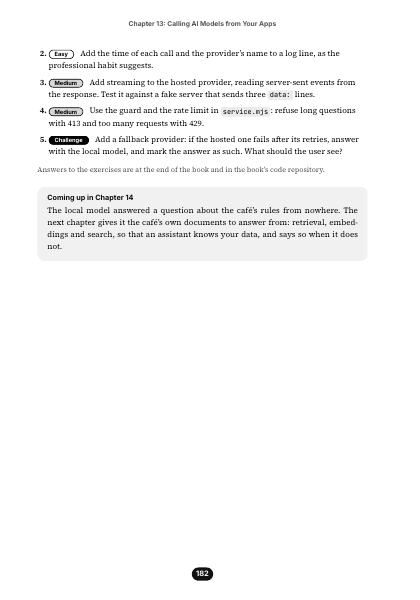 Chapter 13: Calling AI Models from Your Apps
2. Easy Add the time of each call and the provider's name to a log line, as the
professional habit suggests.
3. Medium Add streaming to the hosted provider, reading server-sent events from
the response. Test it against a fake server that sends three data: lines.
4. Medium Use the guard and the rate limit in service.mjs: refuse long questions
with 413 and too many requests with 429.
5. Challenge Add a fallback provider: if the hosted one fails after its retries, answer
with the local model, and mark the answer as such. What should the user see?
Answers to the exercises are at the end of the book and in the book's code repository.
Coming up in Chapter 14
The local model answered a question about the café's rules from nowhere. The
next chapter gives it the café's own documents to answer from: retrieval, embed-
dings and search, so that an assistant knows your data, and says so when it does
not.
182